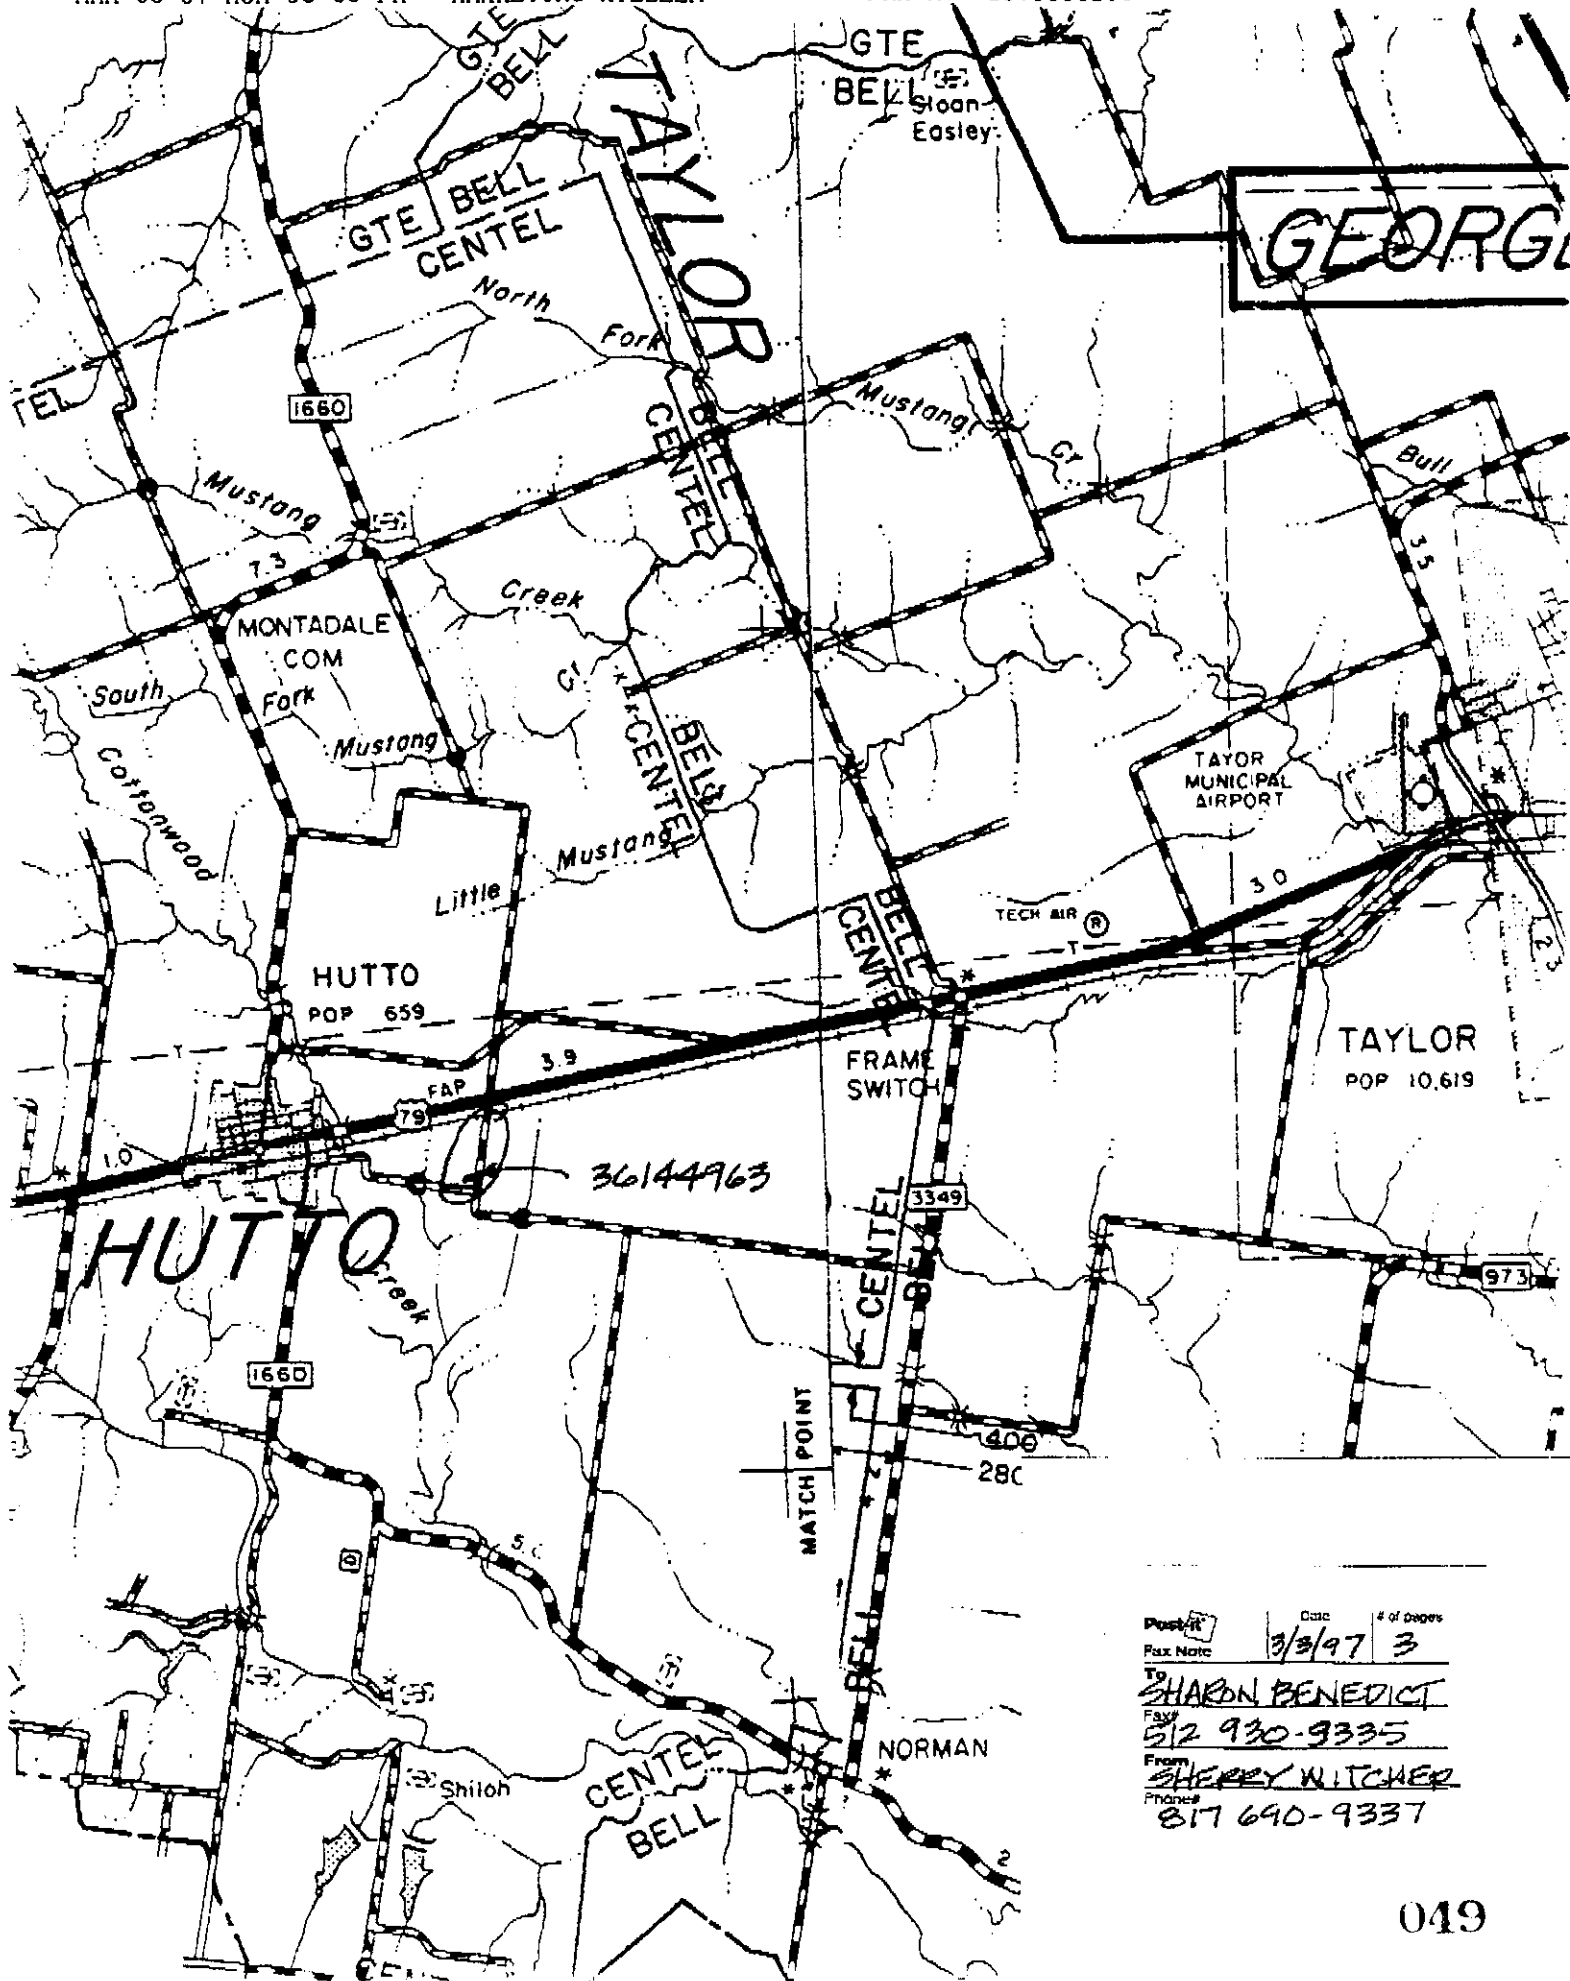 GTE
BELL
TAYLOR
GTE
BELL
Sloan-
Easley
GTE
BELL
CENTEL
GEORGE
North
Fork
TEL
1660
BELL
CENTEL
Mustang
Cr
Bull
Mustang
7.3
Creek
Cr
MONTADALE
COM
3.5
South
Fork
Mustang
Cottonwood
BELL
CENTEL
TAYOR
MUNICIPAL
AIRPORT
Mustang
Little
3.0
TECH AIR R
T
BELL
CENTEL
HUTTO
POP 659
T
3.9
FAP
79
1.0
FRAME
SWITCH
TAYLOR
POP 10,619
36144963
HUTTO
Creek
CENTEL
BELL
3349
973
1660
MATCH POINT
400
280
BELL
NORMAN
CENTEL
BELL
Shiloh
2
Post-it
Fax Note
Date
3/3/97
# of pages
3
To
SHARON BENEDICT
Fax#
512 930-9335
From
SHERRY WITCHER
Phone#
817 690-9337
049